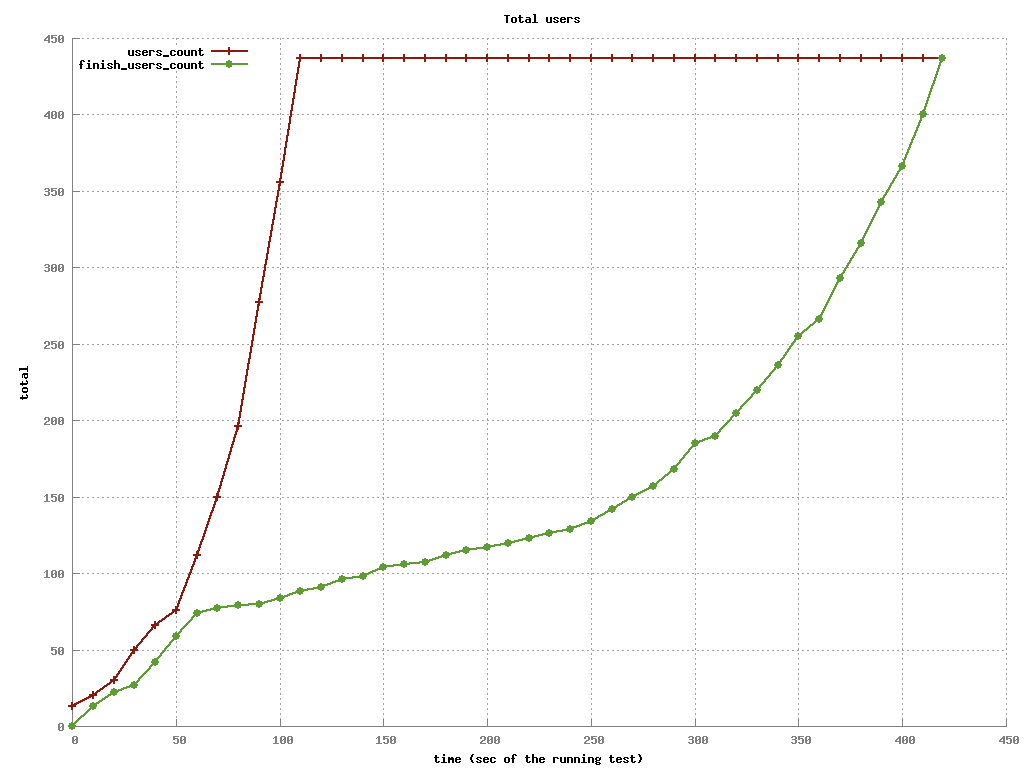 Total users
users_count
finish_users_count
450
400
350
300
250
200
150
100
50
0
total
0 50 100 150 200 250 300 350 400 450
time (sec of the running test)